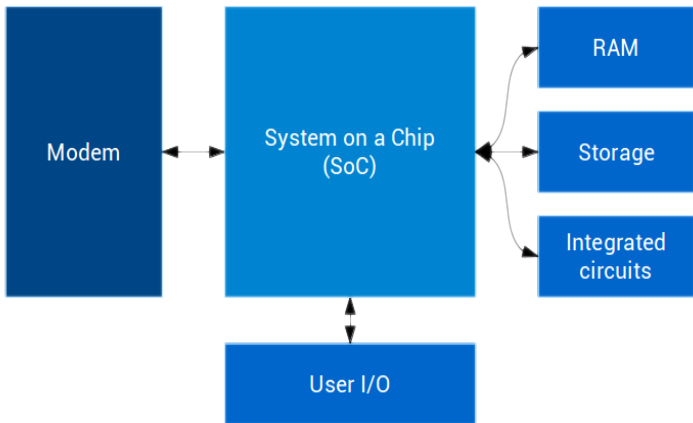 Modem
System on a Chip
(SoC)
RAM
Storage
Integrated
circuits
User I/O